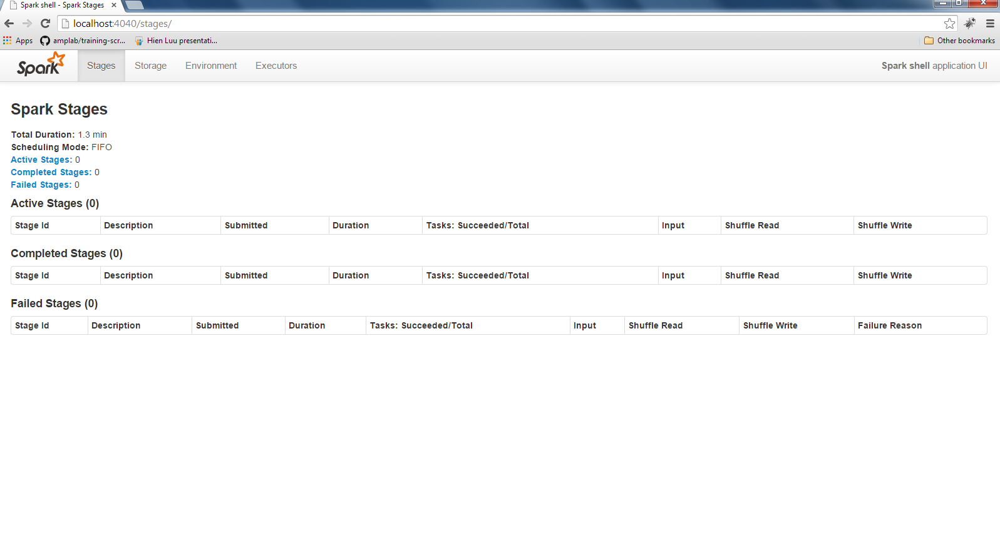 Spark shell - Spark Stages
localhost:4040/stages/
Apps amplab/training-scr... Hien Luu presentati... Other bookmarks
Spark Stages Storage Environment Executors Spark shell application UI
Spark Stages
Total Duration: 1.3 min
Scheduling Mode: FIFO
Active Stages: 0
Completed Stages: 0
Failed Stages: 0
Active Stages (0)
Stage Id Description Submitted Duration Tasks: Succeeded/Total Input Shuffle Read Shuffle Write
Completed Stages (0)
Stage Id Description Submitted Duration Tasks: Succeeded/Total Input Shuffle Read Shuffle Write
Failed Stages (0)
Stage Id Description Submitted Duration Tasks: Succeeded/Total Input Shuffle Read Shuffle Write Failure Reason